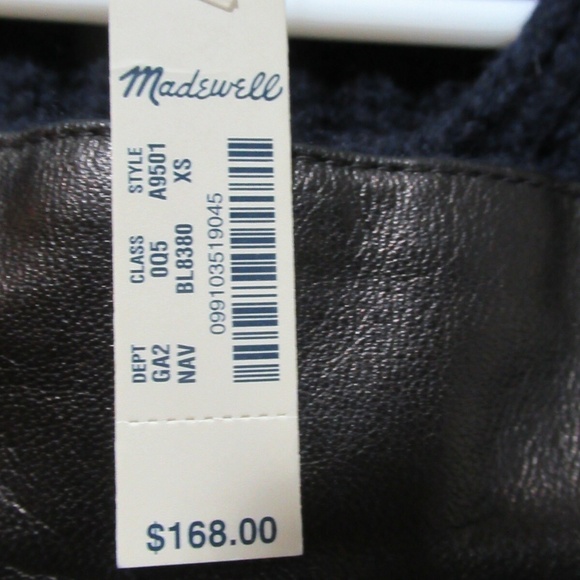 Madewell
DEPT CLASS STYLE
GA2 0Q5 A9501
NAV BL8380 XS
099103519045
$168.00